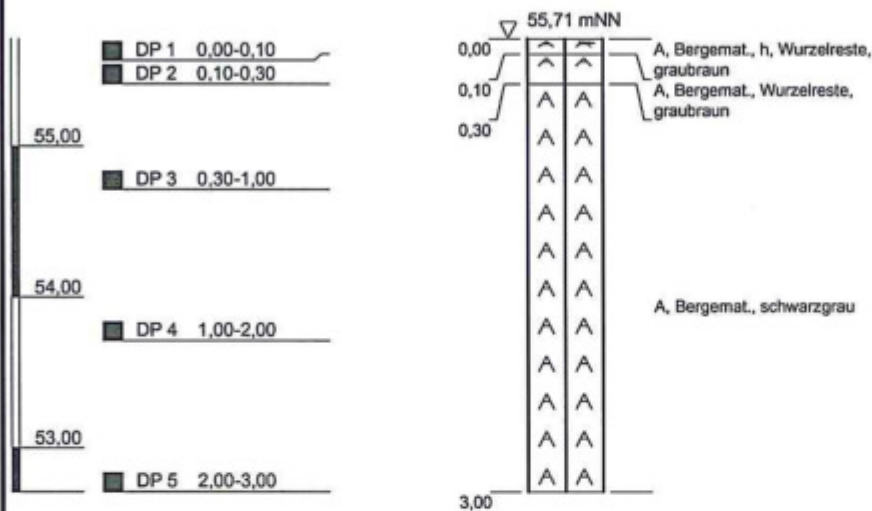 55,71 mNN
DP 1 0,00-0,10
0,00
A, Bergemat., h, Wurzelreste,
graubraun
DP 2 0,10-0,30
0,10
A, Bergemat., Wurzelreste,
graubraun
0,30
55,00
DP 3 0,30-1,00
54,00
A, Bergemat., schwarzgrau
DP 4 1,00-2,00
53,00
DP 5 2,00-3,00
3,00